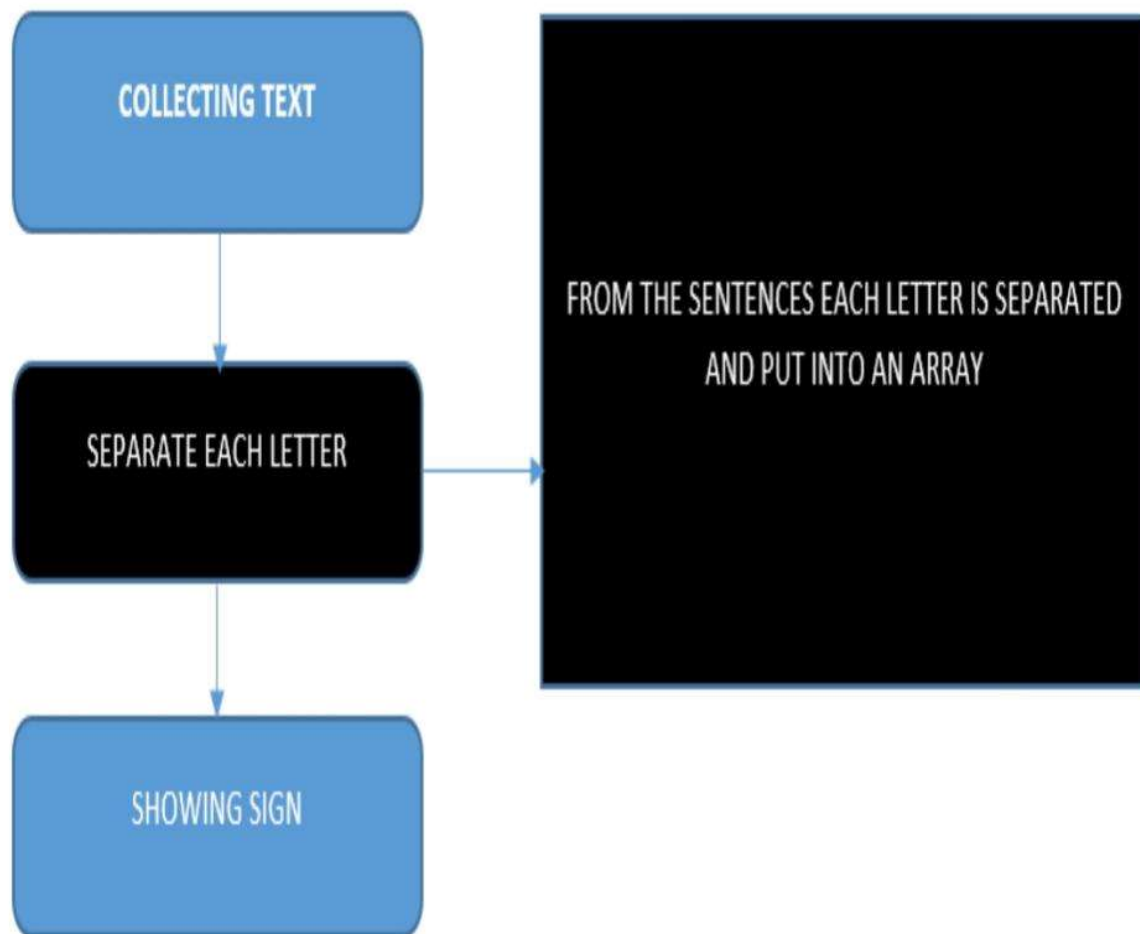 COLLECTING TEXT
SEPARATE EACH LETTER
FROM THE SENTENCES EACH LETTER IS SEPARATED
AND PUT INTO AN ARRAY
SHOWING SIGN